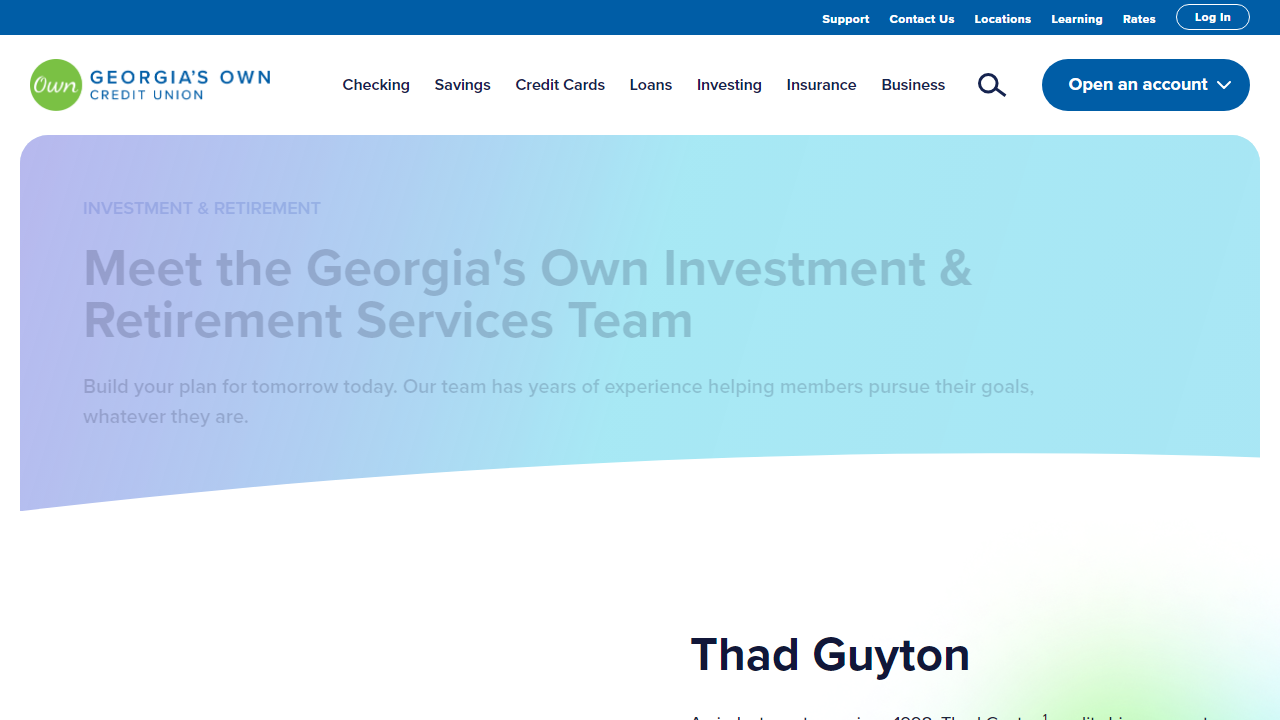 Support Contact Us Locations Learning Rates Log In
Own GEORGIA'S OWN
CREDIT UNION
Checking Savings Credit Cards Loans Investing Insurance Business Open an account
INVESTMENT & RETIREMENT
Meet the Georgia's Own Investment &
Retirement Services Team
Build your plan for tomorrow today. Our team has years of experience helping members pursue their goals,
whatever they are.
Thad Guyton